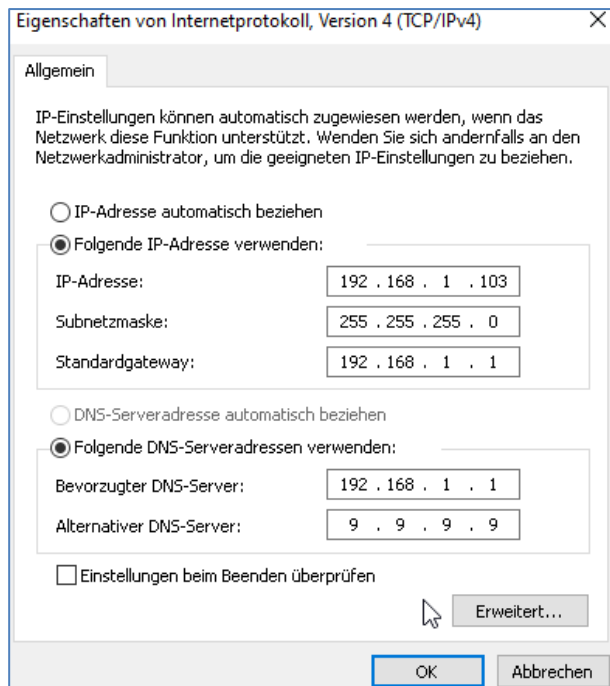 Eigenschaften von Internetprotokoll, Version 4 (TCP/IPv4)
Allgemein
IP-Einstellungen können automatisch zugewiesen werden, wenn das
Netzwerk diese Funktion unterstützt. Wenden Sie sich andernfalls an den
Netzwerkadministrator, um die geeigneten IP-Einstellungen zu beziehen.
IP-Adresse automatisch beziehen
Folgende IP-Adresse verwenden:
IP-Adresse: 192 . 168 . 1 . 103
Subnetzmaske: 255 . 255 . 255 . 0
Standardgateway: 192 . 168 . 1 . 1
DNS-Serveradresse automatisch beziehen
Folgende DNS-Serveradressen verwenden:
Bevorzugter DNS-Server: 192 . 168 . 1 . 1
Alternativer DNS-Server: 9 . 9 . 9 . 9
Einstellungen beim Beenden überprüfen
Erweitert...
OK Abbrechen